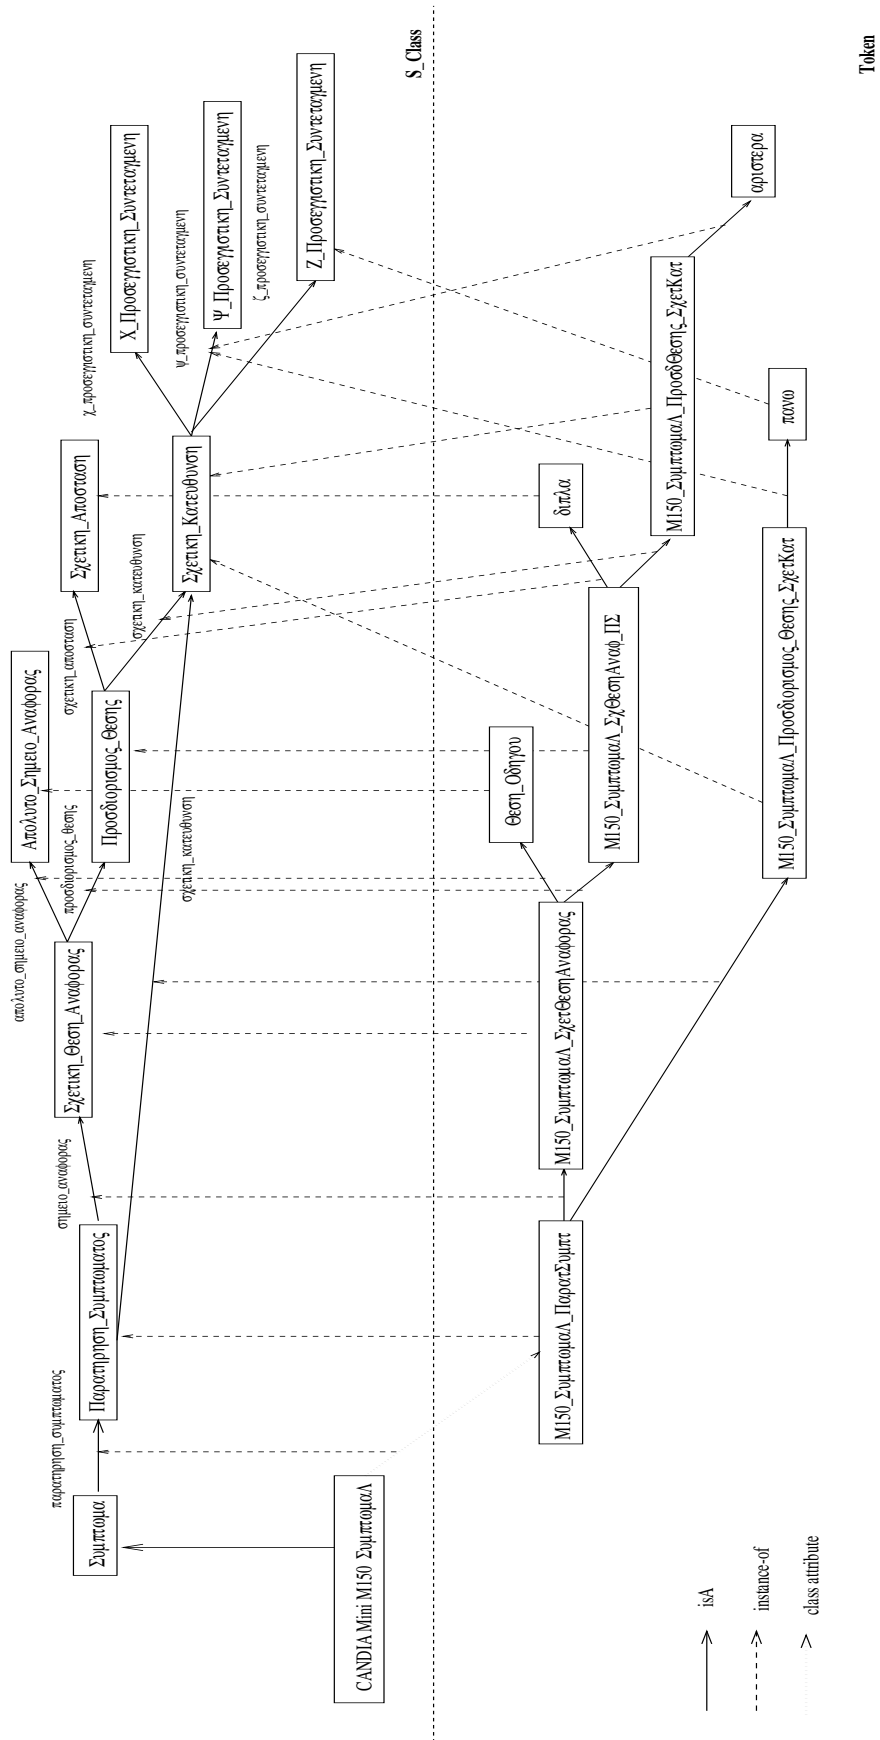 S_Class
Token
Χ_Προσεγγιστικη_Συντεταγμενη
Ψ_Προσεγγιστικη_Συντεταγμενη
Ζ_Προσεγγιστικη_Συντεταγμενη
χ_προσεγγιστικη_συντεταγμενη
ψ_προσεγγιστικη_συντεταγμενη
ζ_προσεγγιστικη_συντεταγμενη
Σχετικη_Αποσταση
Σχετικη_Κατευθυνση
σχετικη_αποσταση
σχετικη_κατευθυνση
Απολυτο_Σημειο_Αναφορας
Προσδιορισμος_Θεσης
απολυτο_σημειο_αναφορας
προσδιορισμος_θεσης
σχετικη_κατευθυνση
Σχετικη_Θεση_Αναφορας
σημειο_αναφορας
Παρατηρηση_Συμπτωματος
παρατηρηση_συμπτωματος
Συμπτωμα
CANDIA Mini M150 ΣυμπτωμαΛ
αριστερα
M150_ΣυμπτωμαΛ_ΠροσδΘεσης_ΣχετΚατ
πανω
διπλα
M150_ΣυμπτωμαΛ_ΣχΘεσηΑναφ_ΠΣ
M150_ΣυμπτωμαΛ_Προσδιορισμος_Θεσης_ΣχετΚατ
Θεση_Οδηγου
M150_ΣυμπτωμαΛ_ΣχετΘεσηΑναφορας
M150_ΣυμπτωμαΛ_ΠαρατΣυμπτ
isA
instance-of
class attribute